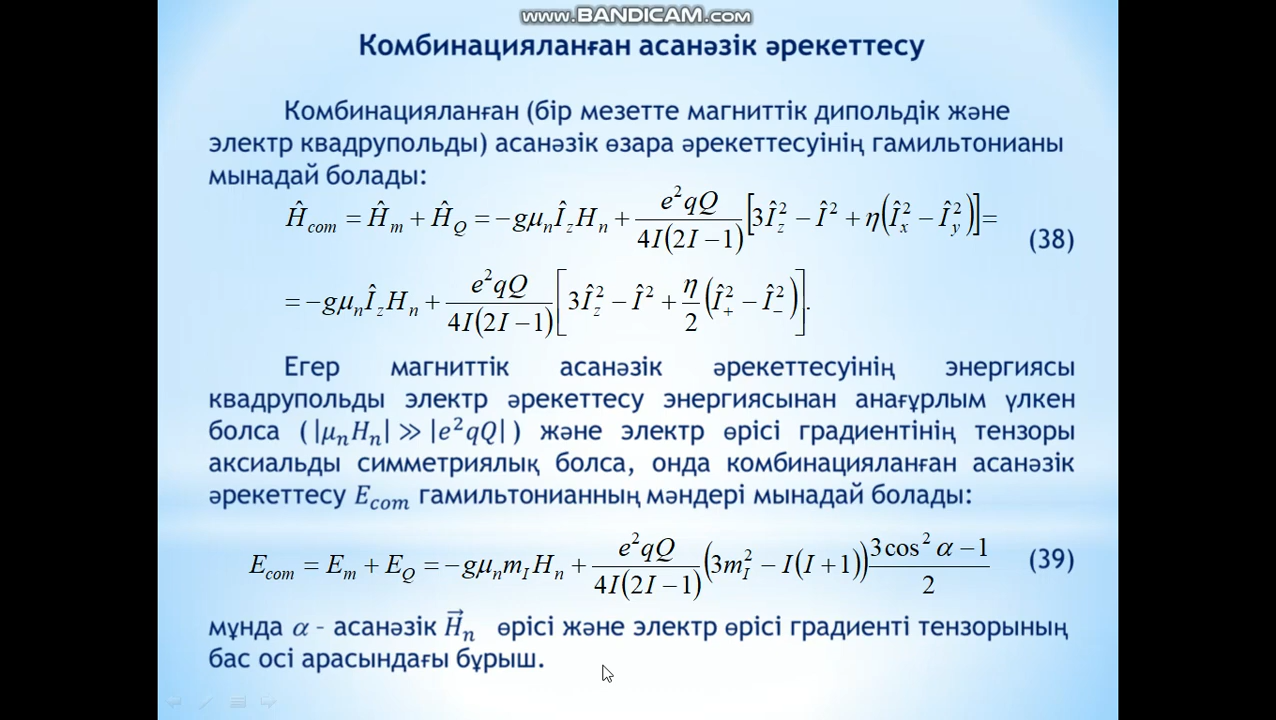 www.BANDICAM.com
Комбинацияланған асанәзік әрекеттесу
Комбинацияланған (бір мезетте магниттік дипольдік және
электр квадрупольды) асанәзік өзара әрекеттесуінің гамильтонианы
мынадай болады:
Ĥ_com = Ĥ_m + Ĥ_Q = −gμ_n Î_z H_n + e²qQ / 4I(2I − 1) [3Î_z² − Î² + η(Î_x² − Î_y²)] =
(38)
= −gμ_n Î_z H_n + e²qQ / 4I(2I − 1) [3Î_z² − Î² + η/2 (Î_+² − Î_−²)].
Егер магниттік асанәзік әрекеттесуінің энергиясы
квадрупольды электр әрекеттесу энергиясынан анағұрлым үлкен
болса ( |μ_n H_n| ≫ |e²qQ| ) және электр өрісі градиентінің тензоры
аксиальды симметриялық болса, онда комбинацияланған асанәзік
әрекеттесу E_com гамильтонианның мәндері мынадай болады:
E_com = E_m + E_Q = −gμ_n m_I H_n + e²qQ / 4I(2I − 1) (3m_I² − I(I + 1)) 3cos² α − 1 / 2 (39)
мұнда α – асанәзік H⃗_n өрісі және электр өрісі градиенті тензорының
бас осі арасындағы бұрыш.